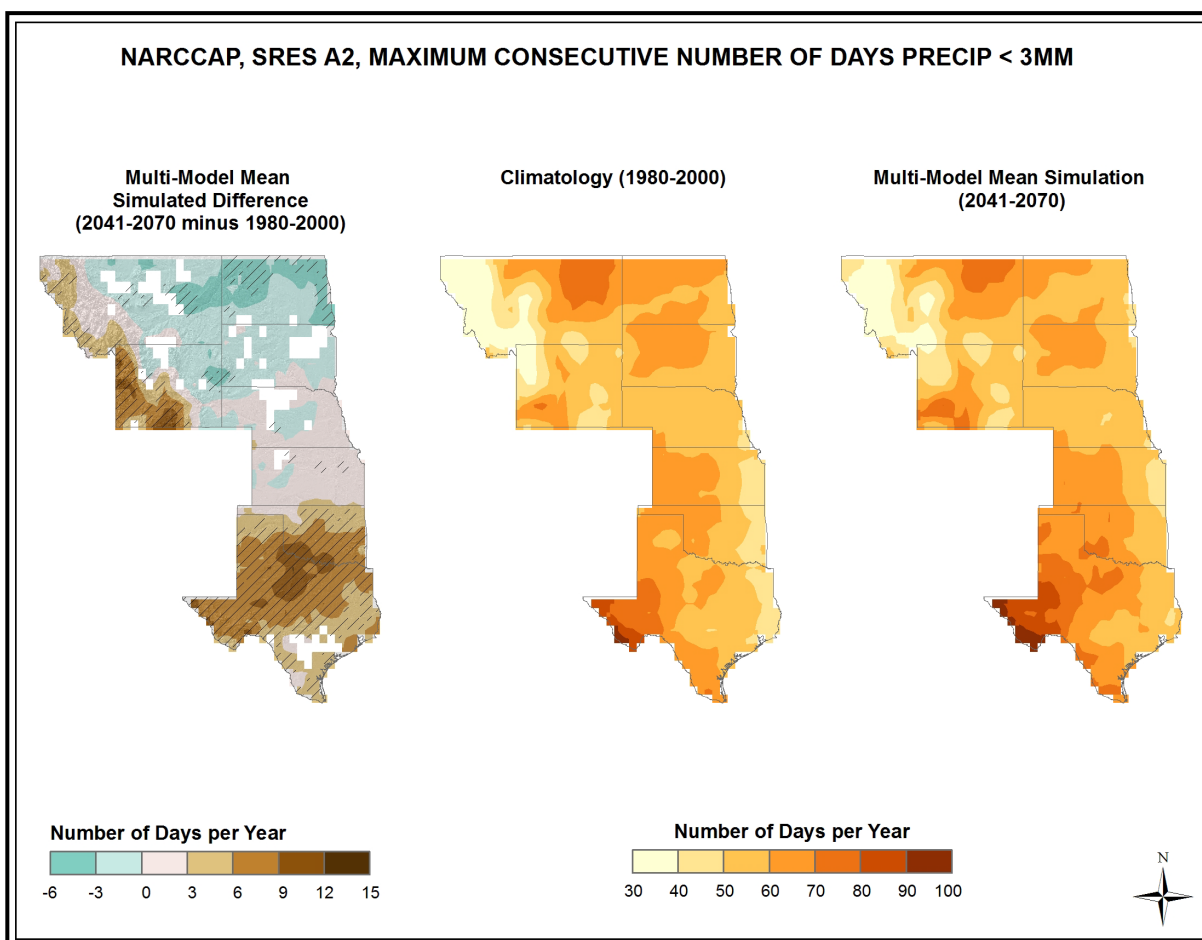 NARCCAP, SRES A2, MAXIMUM CONSECUTIVE NUMBER OF DAYS PRECIP < 3MM
Multi-Model Mean
Simulated Difference
(2041-2070 minus 1980-2000)
Climatology (1980-2000)
Multi-Model Mean Simulation
(2041-2070)
Number of Days per Year
-6 -3 0 3 6 9 12 15
Number of Days per Year
30 40 50 60 70 80 90 100
N